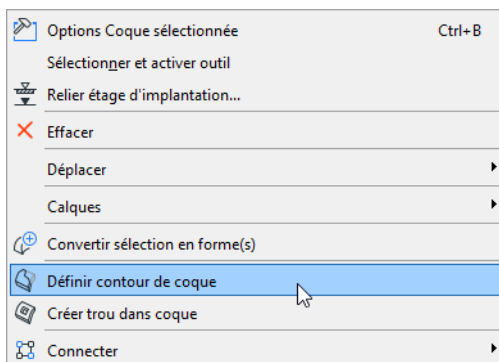 Options Coque sélectionnée Ctrl+B
Sélectionner et activer outil
Relier étage d'implantation...
Effacer
Déplacer
Calques
Convertir sélection en forme(s)
Définir contour de coque
Créer trou dans coque
Connecter